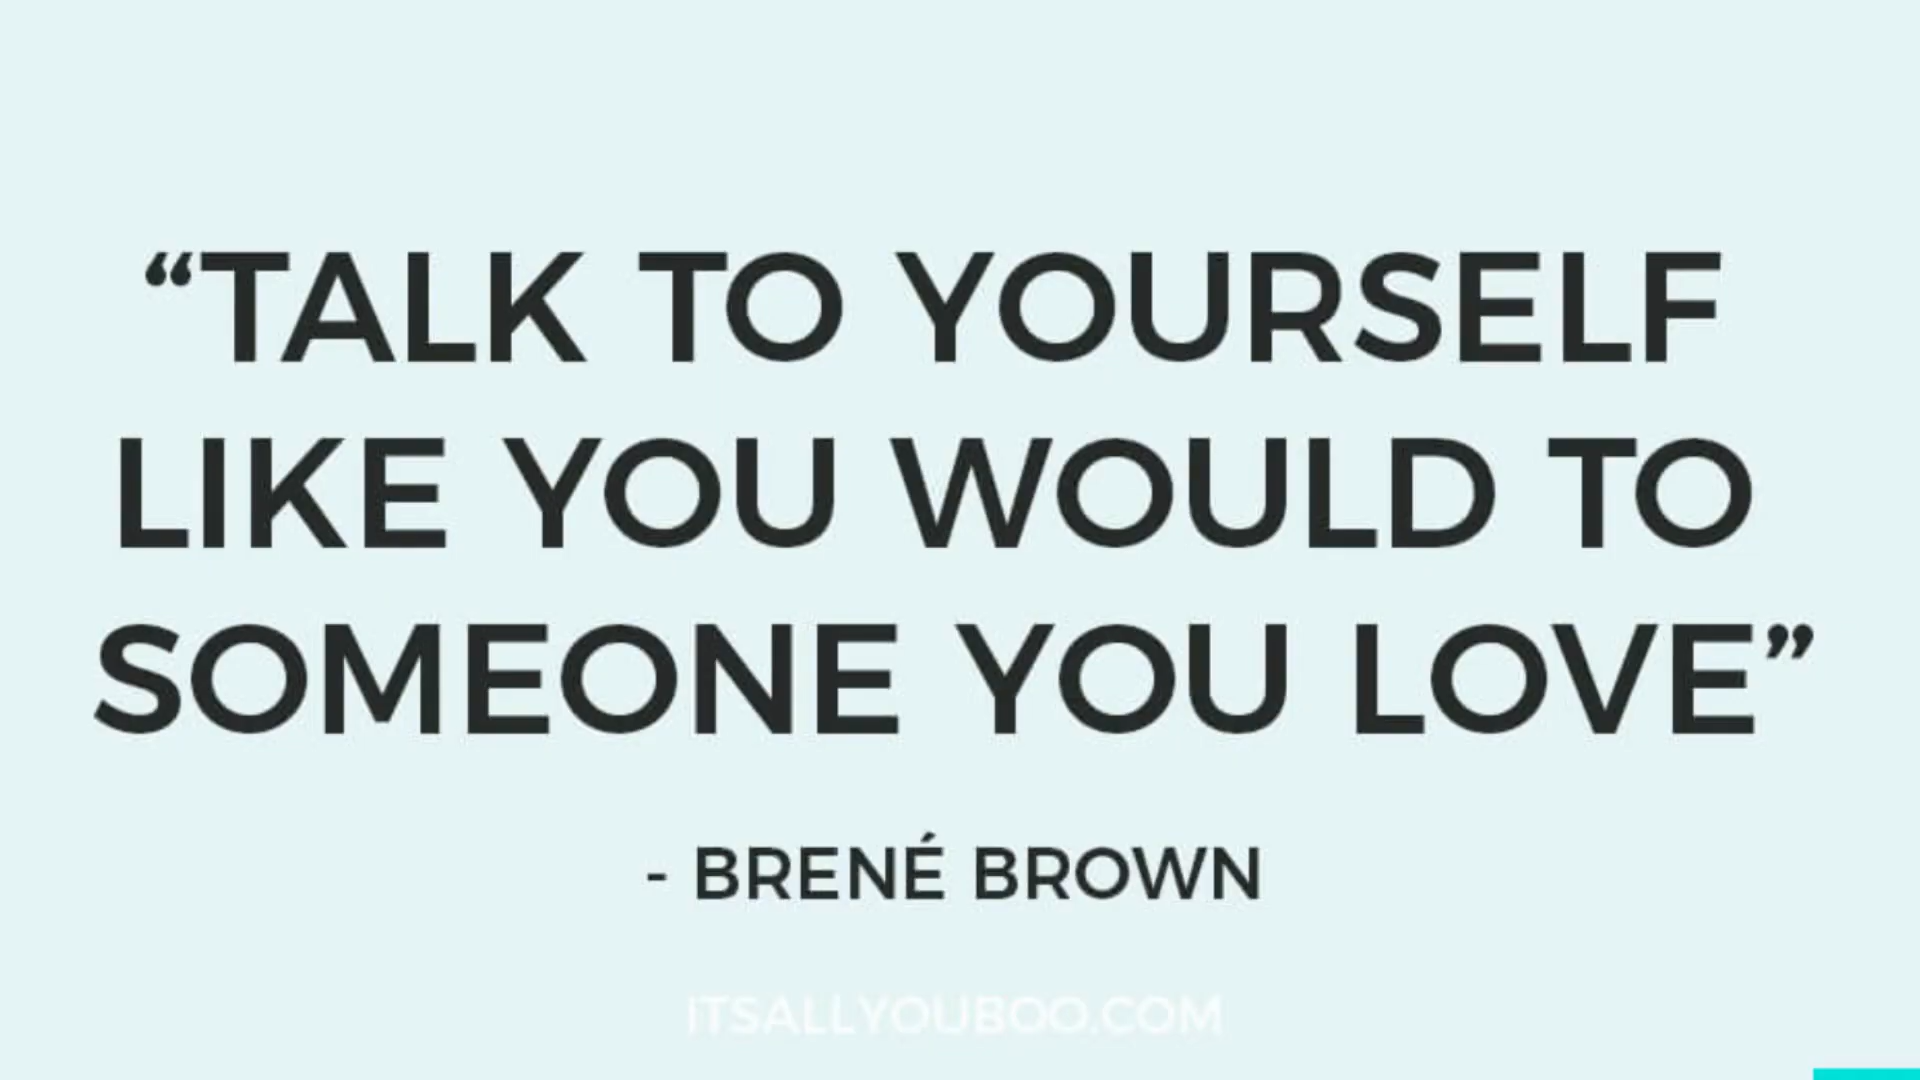 “TALK TO YOURSELF
LIKE YOU WOULD TO
SOMEONE YOU LOVE”
- BRENÉ BROWN
ITSALLYOUBOO.COM